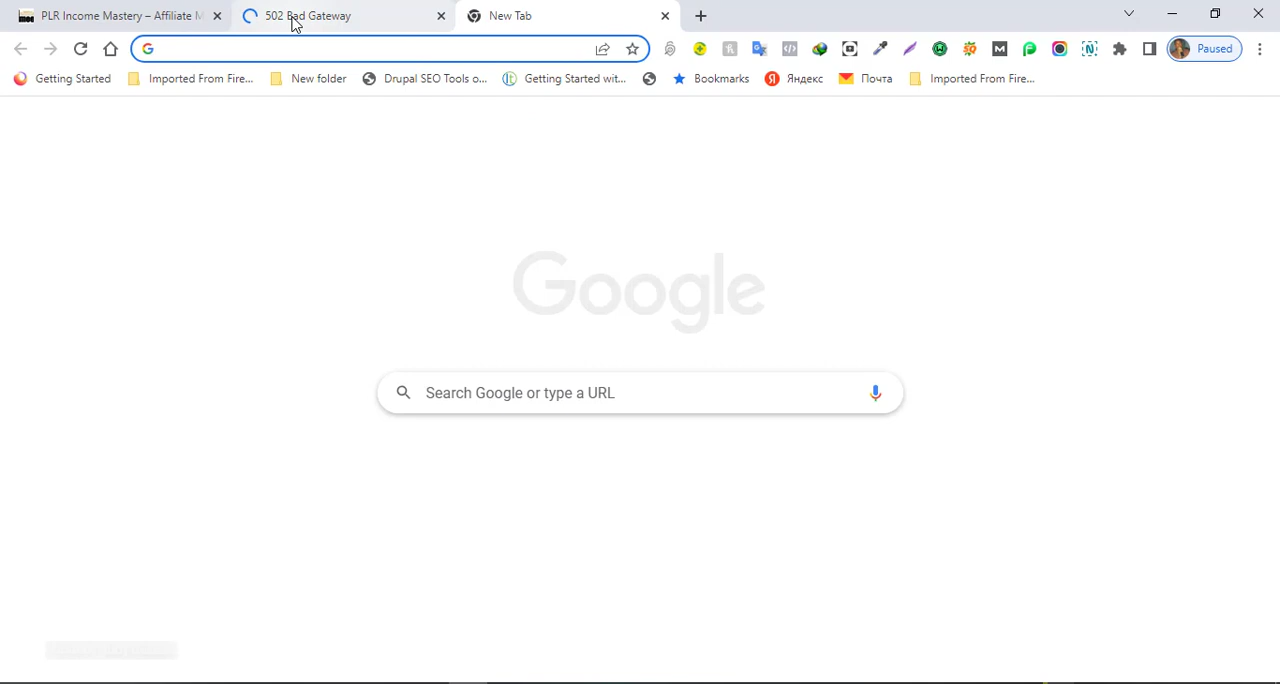 PLR Income Mastery – Affiliate M
502 Bad Gateway
New Tab
Paused
Getting Started
Imported From Fire...
New folder
Drupal SEO Tools o...
Getting Started wit...
Bookmarks
Яндекс
Почта
Imported From Fire...
Google
Search Google or type a URL